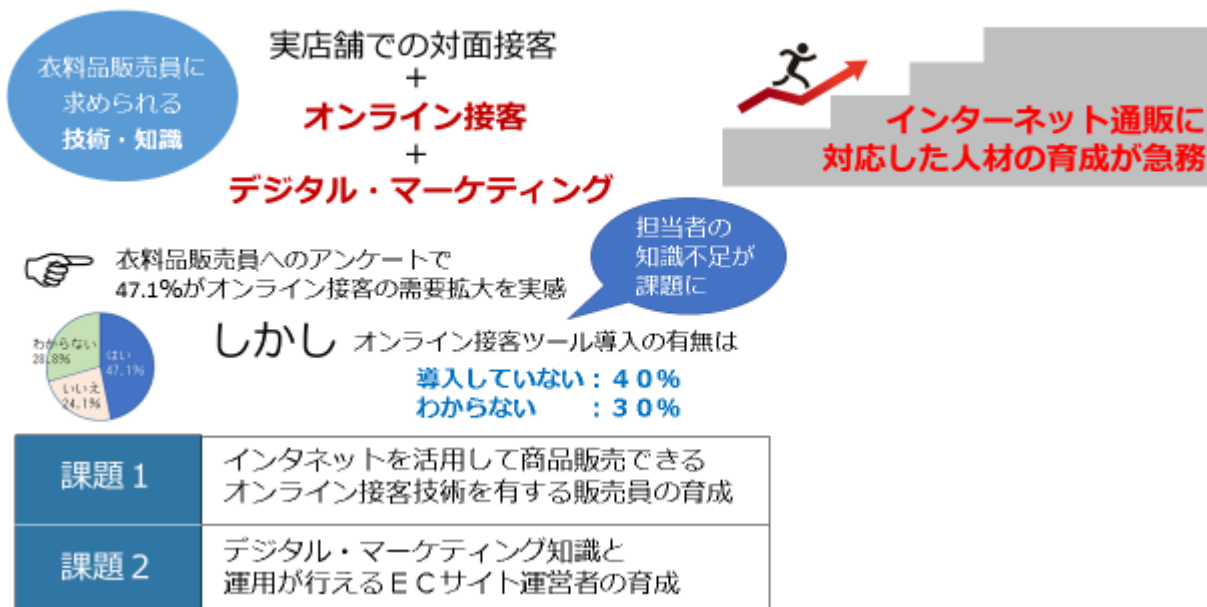 衣料品販売員に
求められる
技術・知識
実店舗での対面接客
+
オンライン接客
+
デジタル・マーケティング
インターネット通販に
対応した人材の育成が急務
担当者の
知識不足が
課題に
衣料品販売員へのアンケートで
47.1%がオンライン接客の需要拡大を実感
しかし オンライン接客ツール導入の有無は
導入していない：４０%
わからない ：３０%
わからない
28.8%
はい
47.1%
いいえ
24.1%
課題１
インタネットを活用して商品販売できる
オンライン接客技術を有する販売員の育成
課題２
デジタル・マーケティング知識と
運用が行えるＥＣサイト運営者の育成